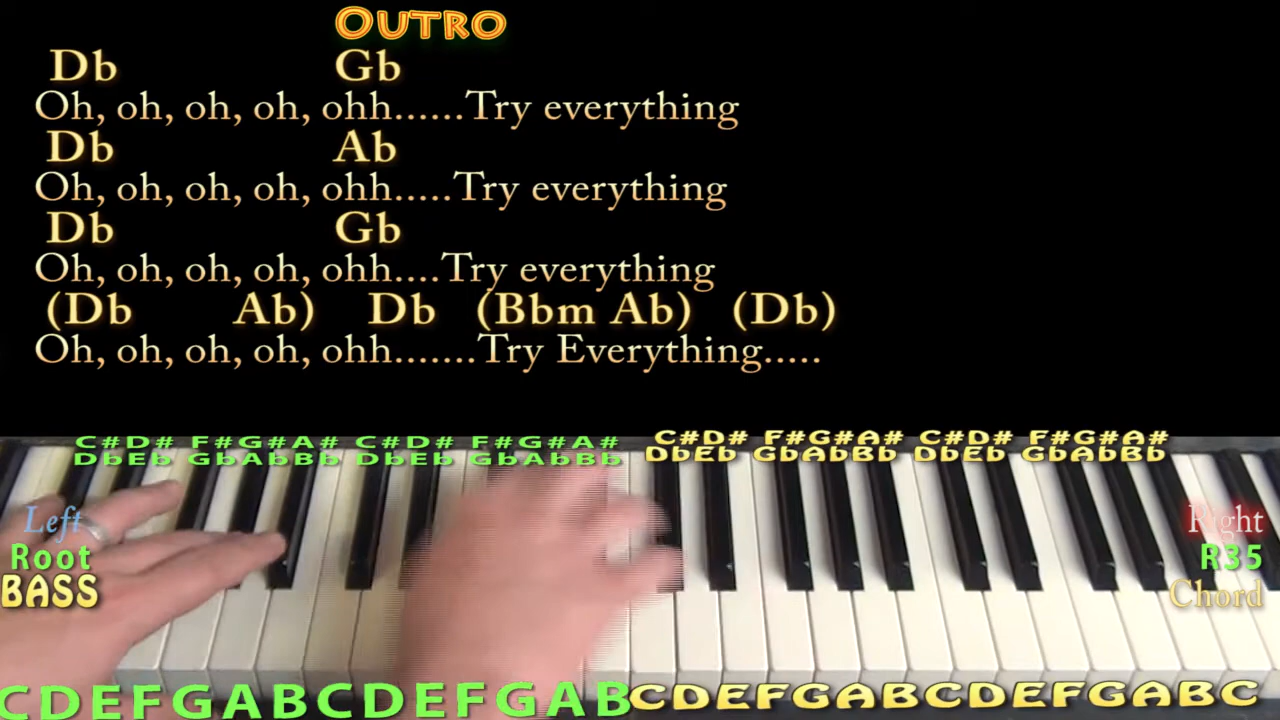 OUTRO
Db Gb
Oh, oh, oh, oh, ohh......Try everything
Db Ab
Oh, oh, oh, oh, ohh.....Try everything
Db Gb
Oh, oh, oh, oh, ohh....Try everything
(Db Ab) Db (Bbm Ab) (Db)
Oh, oh, oh, oh, ohh.......Try Everything.....
C#D# F#G#A# C#D# F#G#A# C#D# F#G#A# C#D# F#G#A#
DbEb GbAbBb DbEb GbAbBb DbEb GbAbBb DbEb GbAbBb
Left
Root
BASS
Right
R35
Chord
CDEFGABCDEFGABCDEFGABCDEFGABC